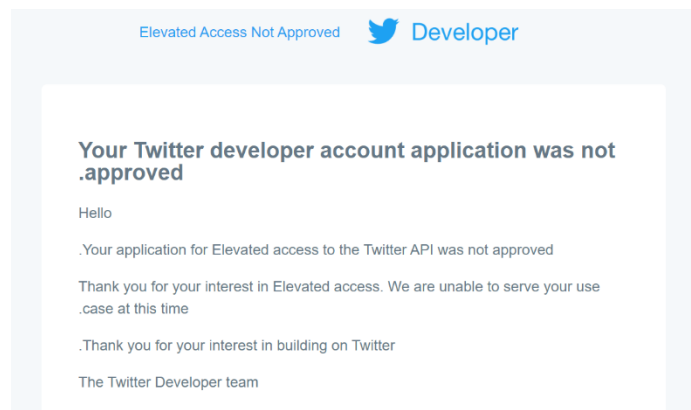 Elevated Access Not Approved Developer
Your Twitter developer account application was not
.approved
Hello
.Your application for Elevated access to the Twitter API was not approved
Thank you for your interest in Elevated access. We are unable to serve your use
.case at this time
.Thank you for your interest in building on Twitter
The Twitter Developer team